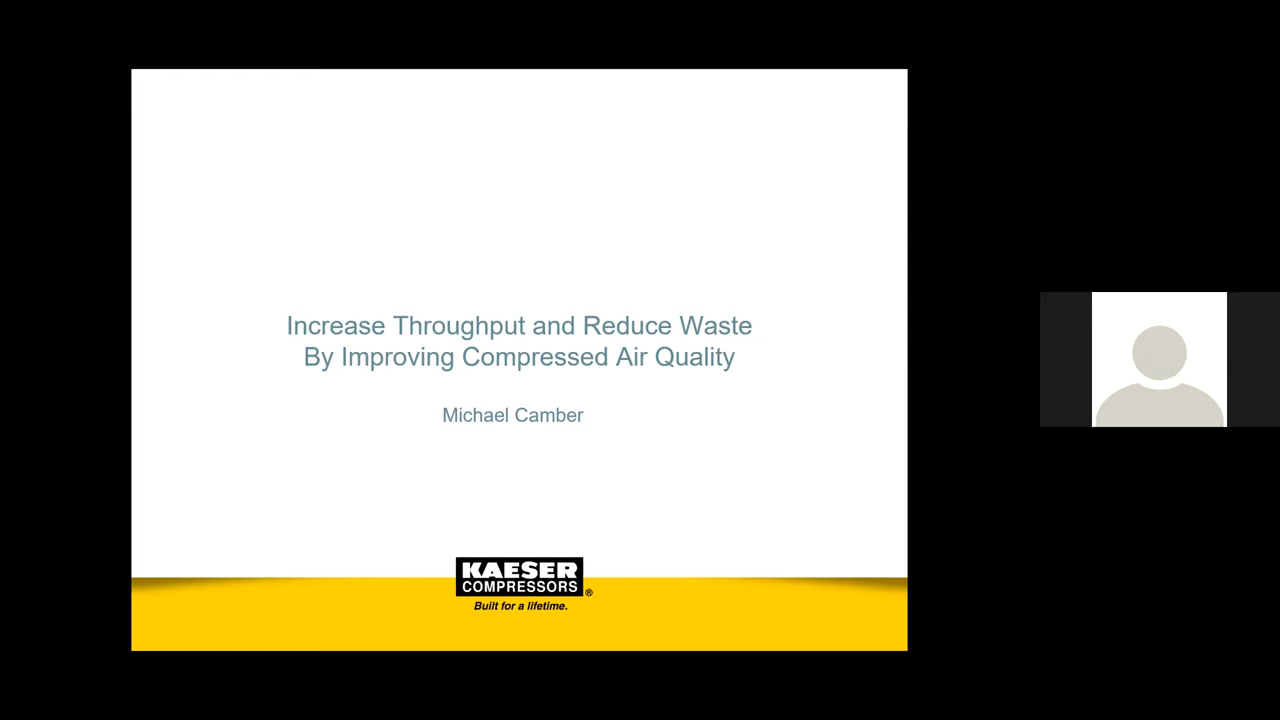 Increase Throughput and Reduce Waste
By Improving Compressed Air Quality
Michael Camber
KAESER
COMPRESSORS®
Built for a lifetime.